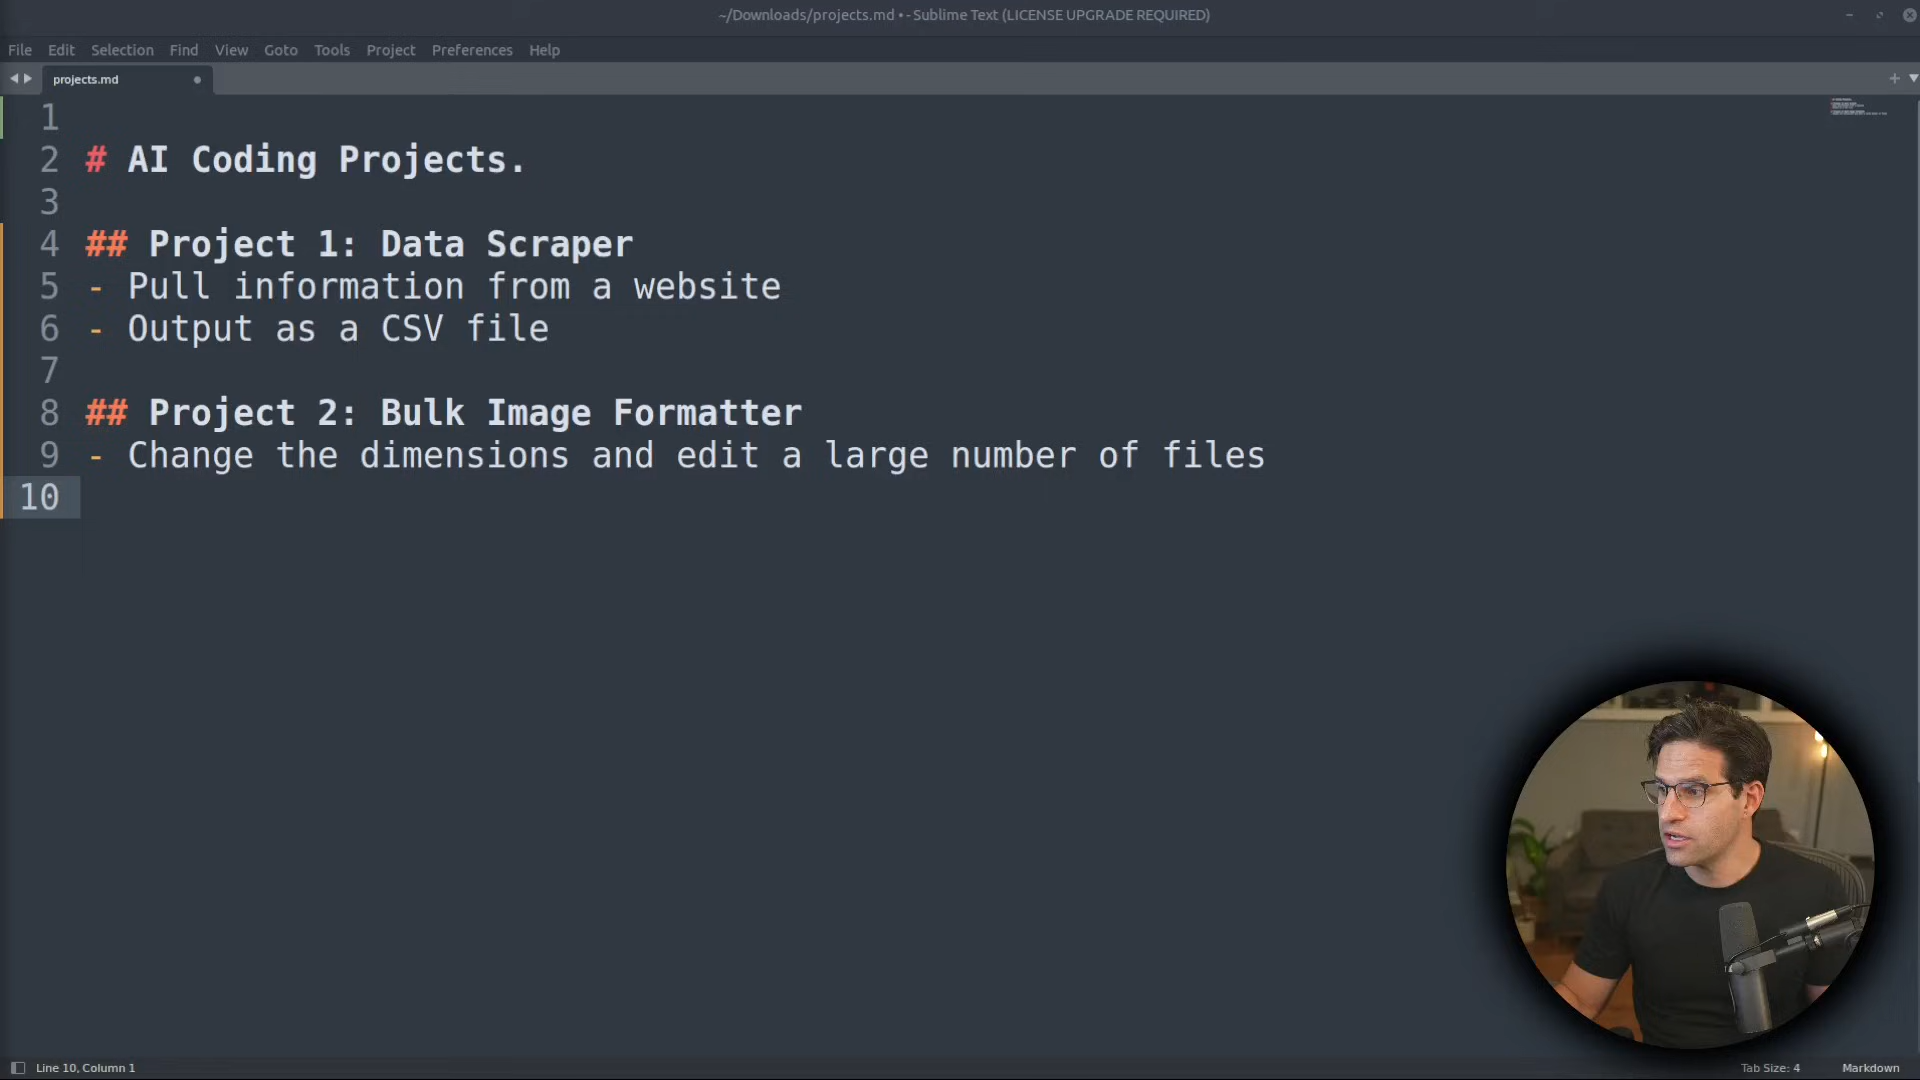 ~/Downloads/projects.md • - Sublime Text (LICENSE UPGRADE REQUIRED)
File Edit Selection Find View Goto Tools Project Preferences Help
projects.md
1
2 # AI Coding Projects.
3
4 ## Project 1: Data Scraper
5 - Pull information from a website
6 - Output as a CSV file
7
8 ## Project 2: Bulk Image Formatter
9 - Change the dimensions and edit a large number of files
10
Line 10, Column 1
Tab Size: 4
Markdown